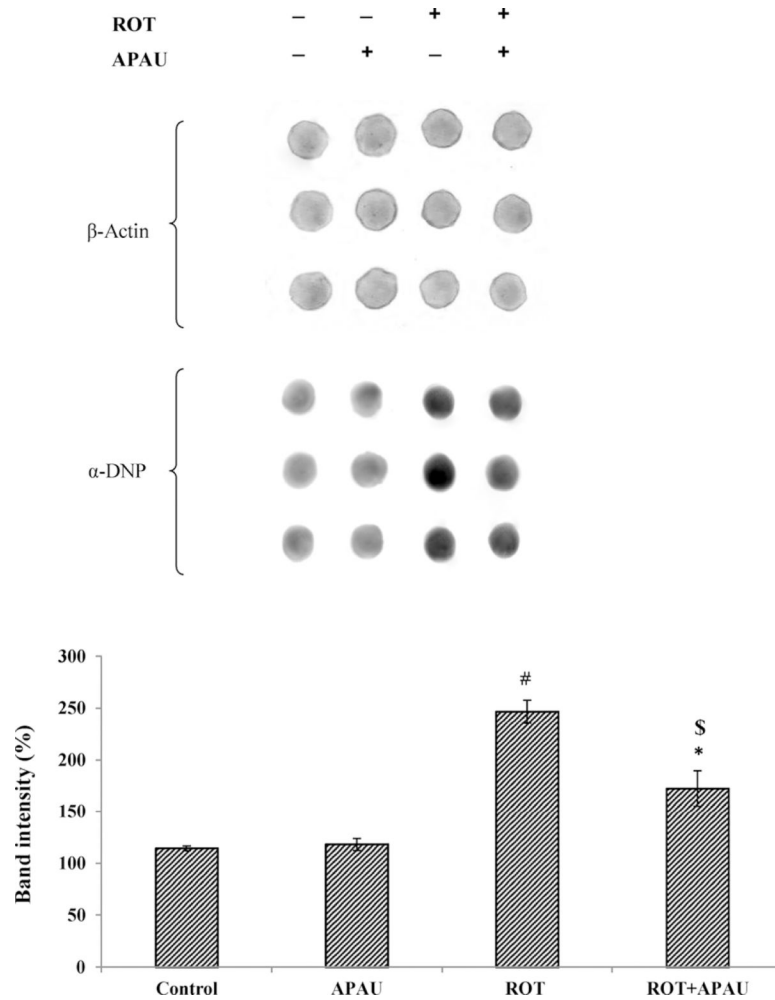 ROT – – + +
APAU – + – +
β-Actin
α-DNP
300
#
250
$
200
*
150
100
50
0
Band intensity (%)
Control APAU ROT ROT+APAU